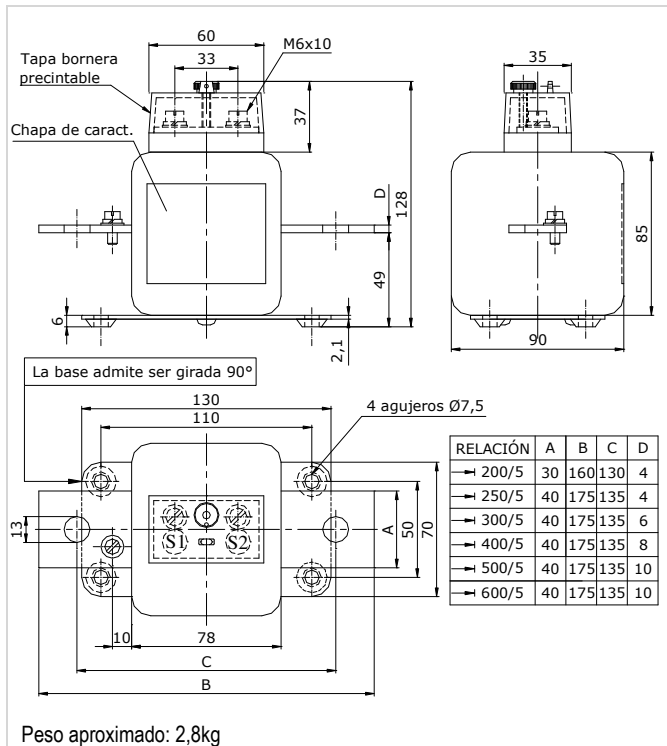 60
33
M6x10
Tapa bornera
precintable
Chapa de caract.
37
128
D
49
6
2,1
35
85
90
La base admite ser girada 90°
130
110
4 agujeros Ø7,5
13
S1 S2
A
50
70
10
78
C
B
RELACIÓN A B C D
200/5 30 160 130 4
250/5 40 175 135 4
300/5 40 175 135 6
400/5 40 175 135 8
500/5 40 175 135 10
600/5 40 175 135 10
Peso aproximado: 2,8kg